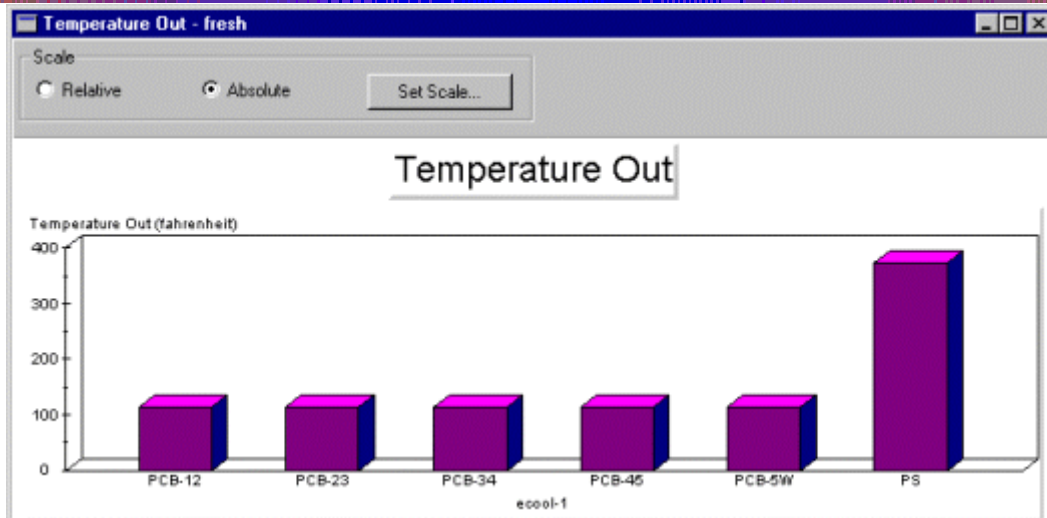 Temperature Out - fresh
Scale
Relative Absolute Set Scale...
Temperature Out
Temperature Out (fahrenheit)
400
300
200
100
0
PCB-12 PCB-23 PCB-34 PCB-45 PCB-5W PS
ecool-1